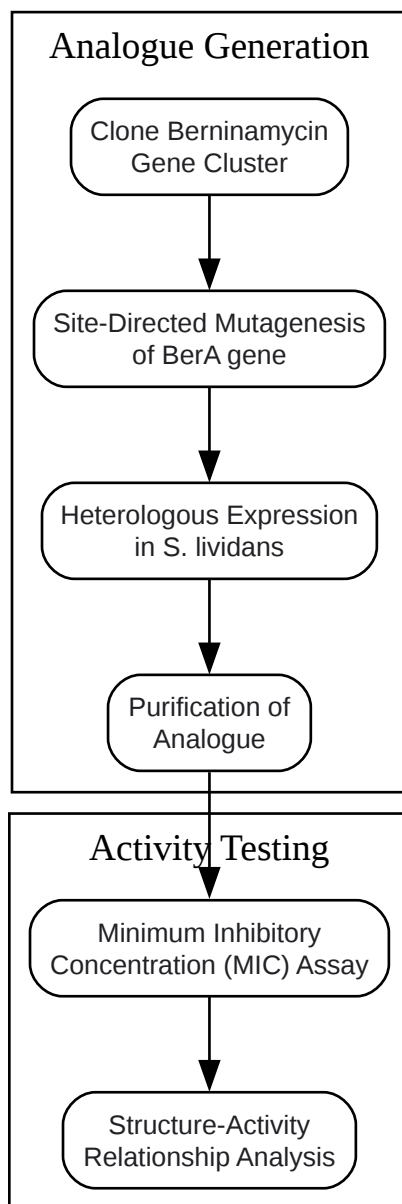 Analogue Generation
Clone Berninamycin
Gene Cluster
Site-Directed Mutagenesis
of BerA gene
Heterologous Expression
in S. lividans
Purification of
Analogue
Activity Testing
Minimum Inhibitory
Concentration (MIC) Assay
Structure-Activity
Relationship Analysis